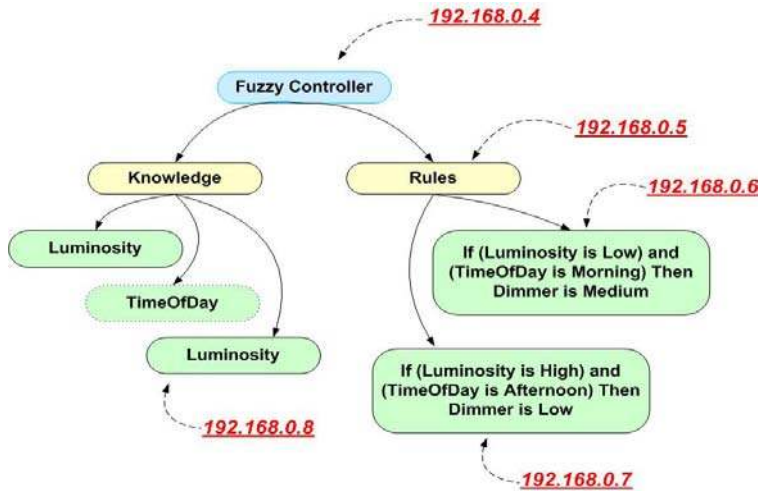 192.168.0.4
Fuzzy Controller
192.168.0.5
Knowledge
Rules
192.168.0.6
Luminosity
If (Luminosity is Low) and
(TimeOfDay is Morning) Then
Dimmer is Medium
TimeOfDay
Luminosity
If (Luminosity is High) and
(TimeOfDay is Afternoon) Then
Dimmer is Low
192.168.0.8
192.168.0.7